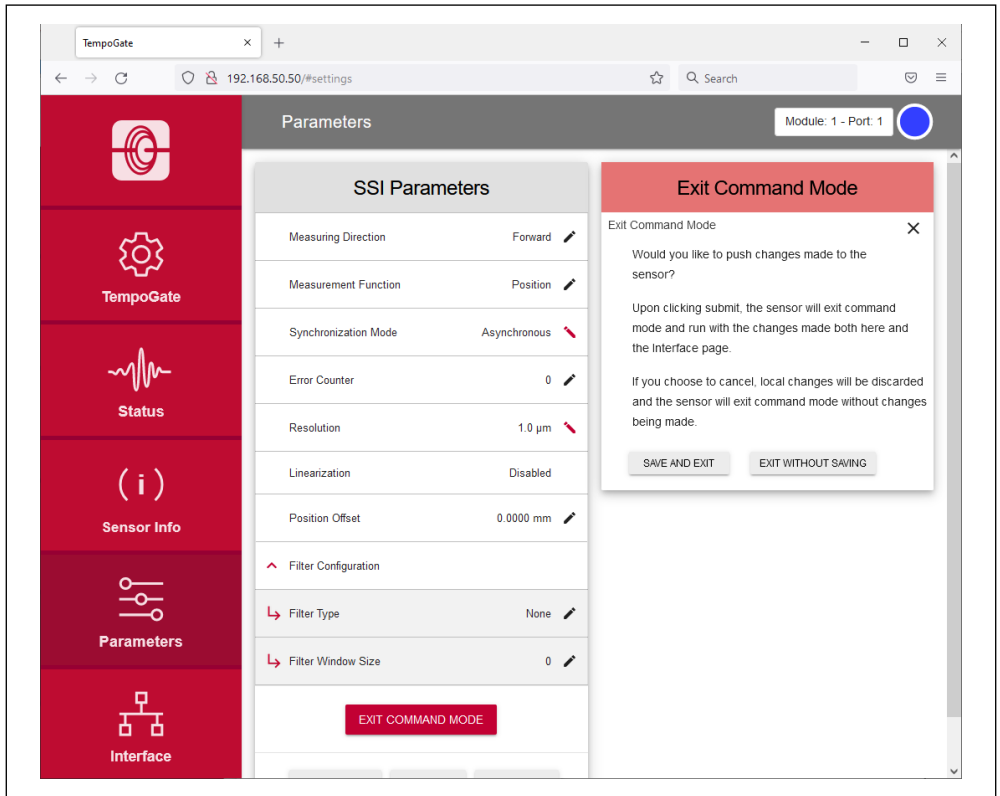 TempoGate
192.168.50.50/#settings
Search
Parameters
Module: 1 - Port: 1
TempoGate
Status
(i)
Sensor Info
Parameters
Interface
SSI Parameters
Measuring Direction Forward
Measurement Function Position
Synchronization Mode Asynchronous
Error Counter 0
Resolution 1.0 µm
Linearization Disabled
Position Offset 0.0000 mm
Filter Configuration
Filter Type None
Filter Window Size 0
EXIT COMMAND MODE
Exit Command Mode
Exit Command Mode
Would you like to push changes made to the
sensor?
Upon clicking submit, the sensor will exit command
mode and run with the changes made both here and
the Interface page.
If you choose to cancel, local changes will be discarded
and the sensor will exit command mode without changes
being made.
SAVE AND EXIT EXIT WITHOUT SAVING